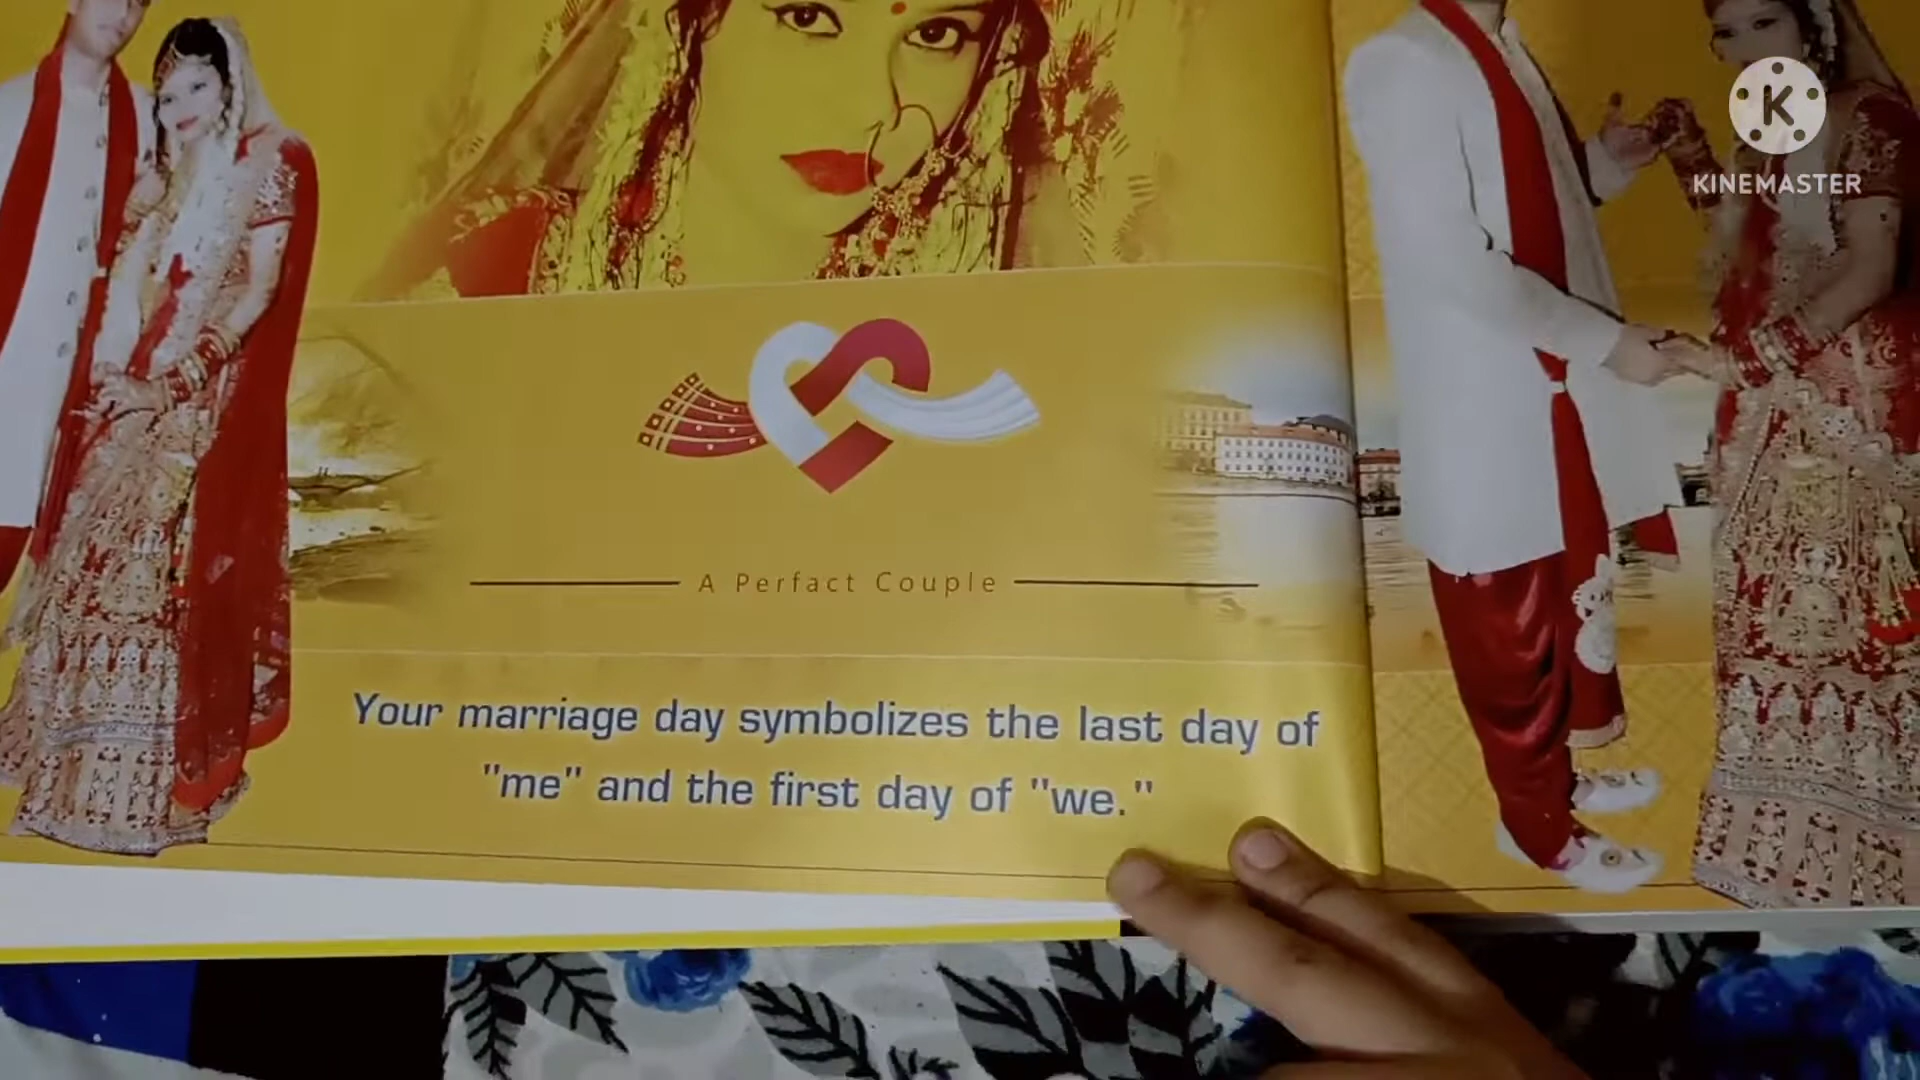 K
KINEMASTER
A Perfact Couple
Your marriage day symbolizes the last day of
"me" and the first day of "we."